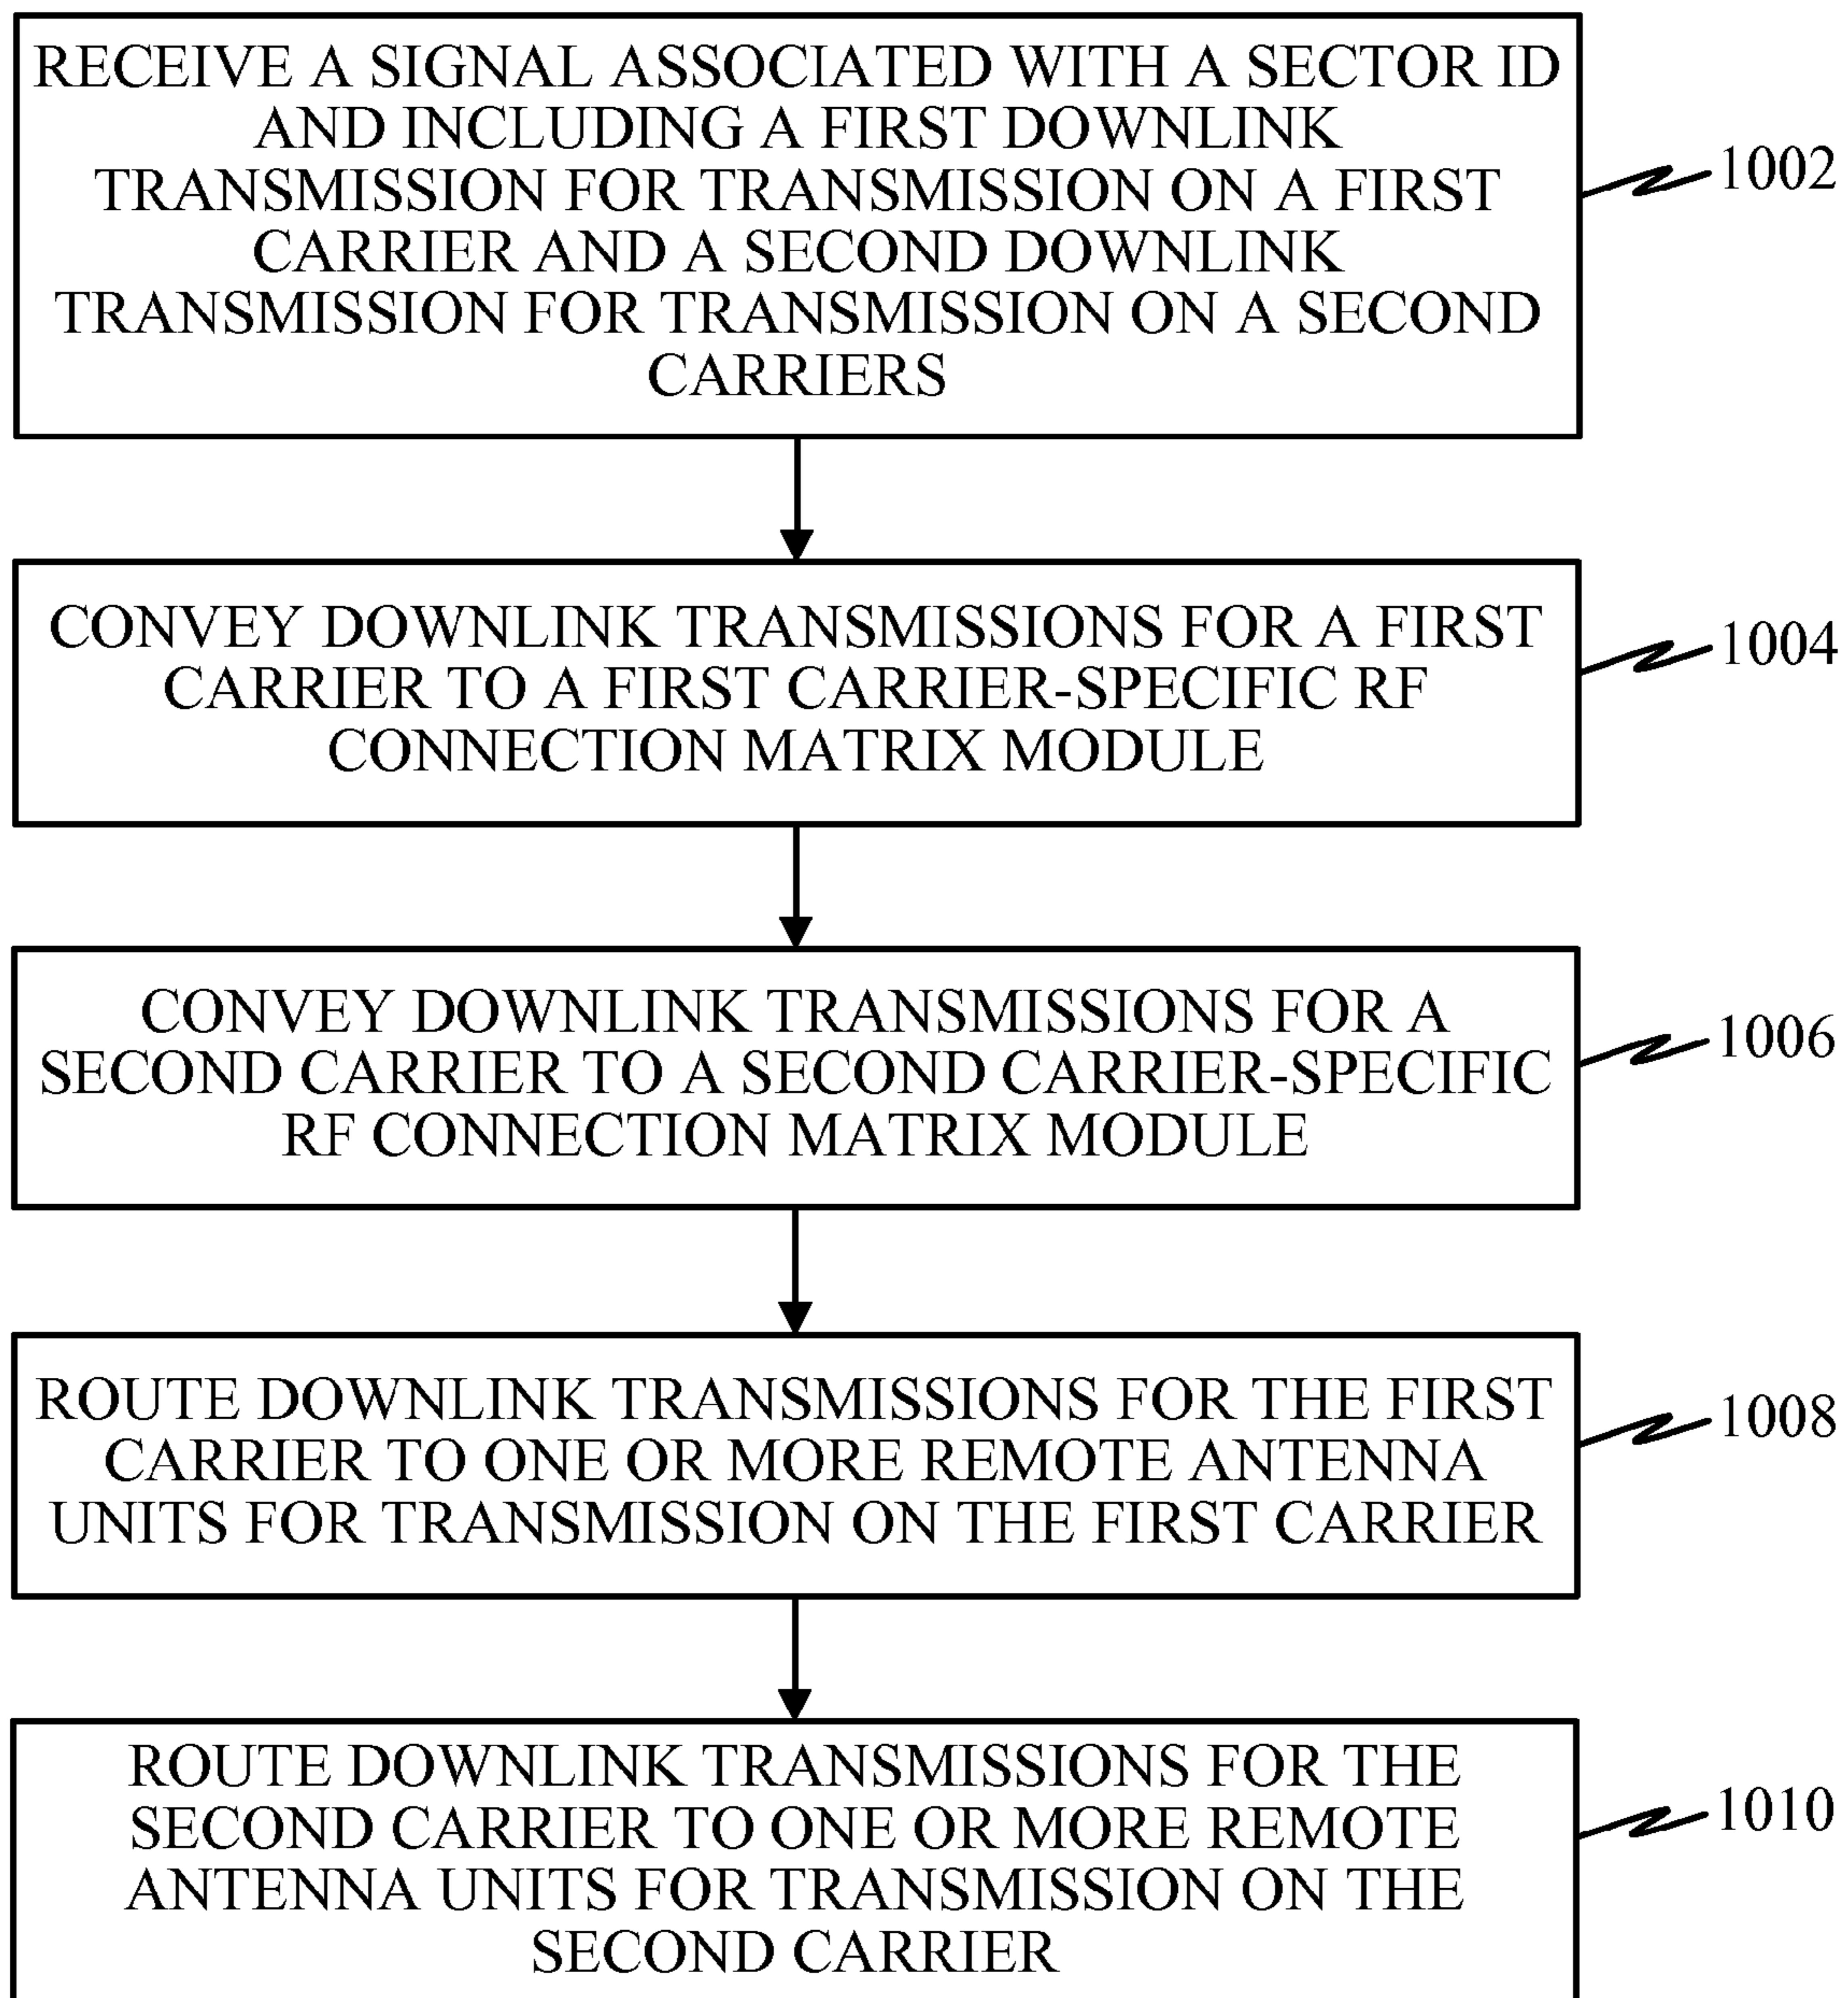 RECEIVE A SIGNAL ASSOCIATED WITH A SECTOR ID
AND INCLUDING A FIRST DOWNLINK
TRANSMISSION FOR TRANSMISSION ON A FIRST
CARRIER AND A SECOND DOWNLINK
TRANSMISSION FOR TRANSMISSION ON A SECOND
CARRIERS
1002
CONVEY DOWNLINK TRANSMISSIONS FOR A FIRST
CARRIER TO A FIRST CARRIER-SPECIFIC RF
CONNECTION MATRIX MODULE
1004
CONVEY DOWNLINK TRANSMISSIONS FOR A
SECOND CARRIER TO A SECOND CARRIER-SPECIFIC
RF CONNECTION MATRIX MODULE
1006
ROUTE DOWNLINK TRANSMISSIONS FOR THE FIRST
CARRIER TO ONE OR MORE REMOTE ANTENNA
UNITS FOR TRANSMISSION ON THE FIRST CARRIER
1008
ROUTE DOWNLINK TRANSMISSIONS FOR THE
SECOND CARRIER TO ONE OR MORE REMOTE
ANTENNA UNITS FOR TRANSMISSION ON THE
SECOND CARRIER
1010